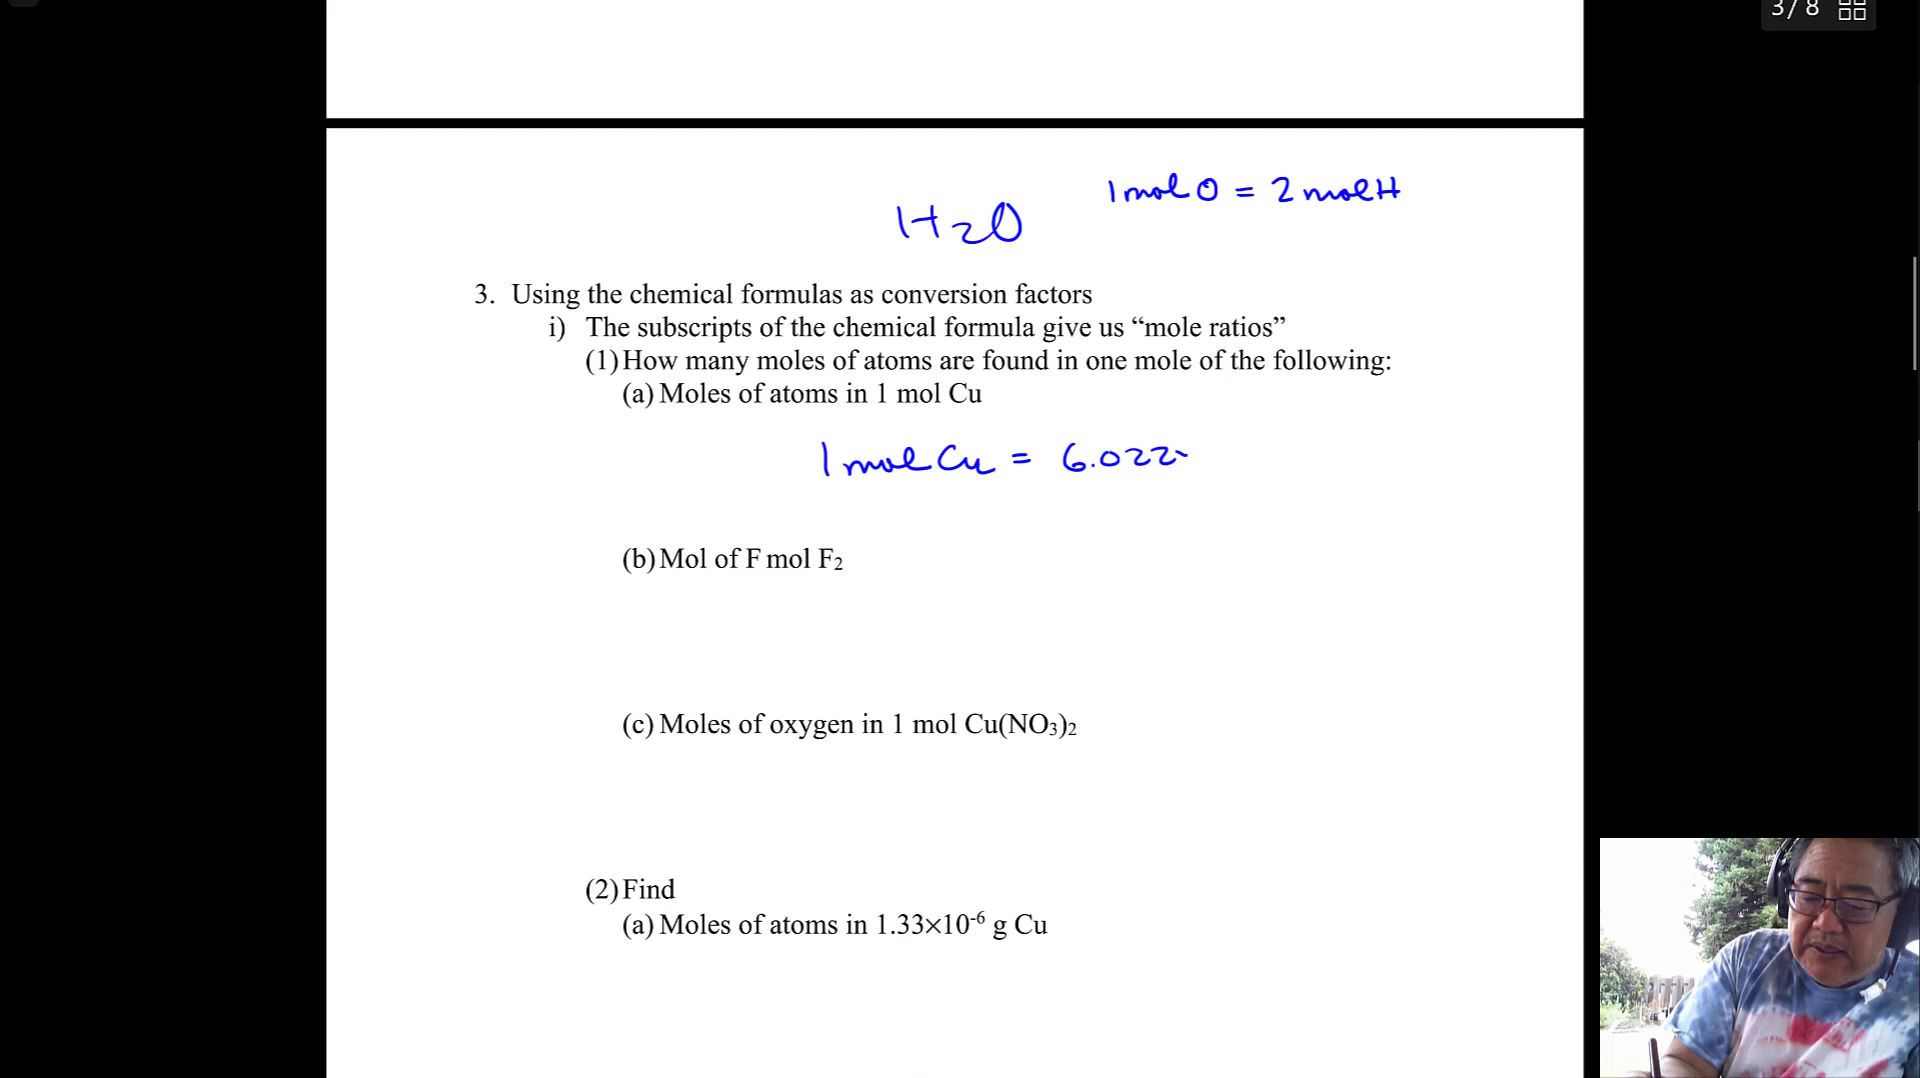 3/8
1 mol O = 2 mol H
H2O
3. Using the chemical formulas as conversion factors
i) The subscripts of the chemical formula give us “mole ratios”
(1) How many moles of atoms are found in one mole of the following:
(a) Moles of atoms in 1 mol Cu
1 mol Cu = 6.022
(b) Mol of F mol F₂
(c) Moles of oxygen in 1 mol Cu(NO₃)₂
(2) Find
(a) Moles of atoms in 1.33×10⁻⁶ g Cu